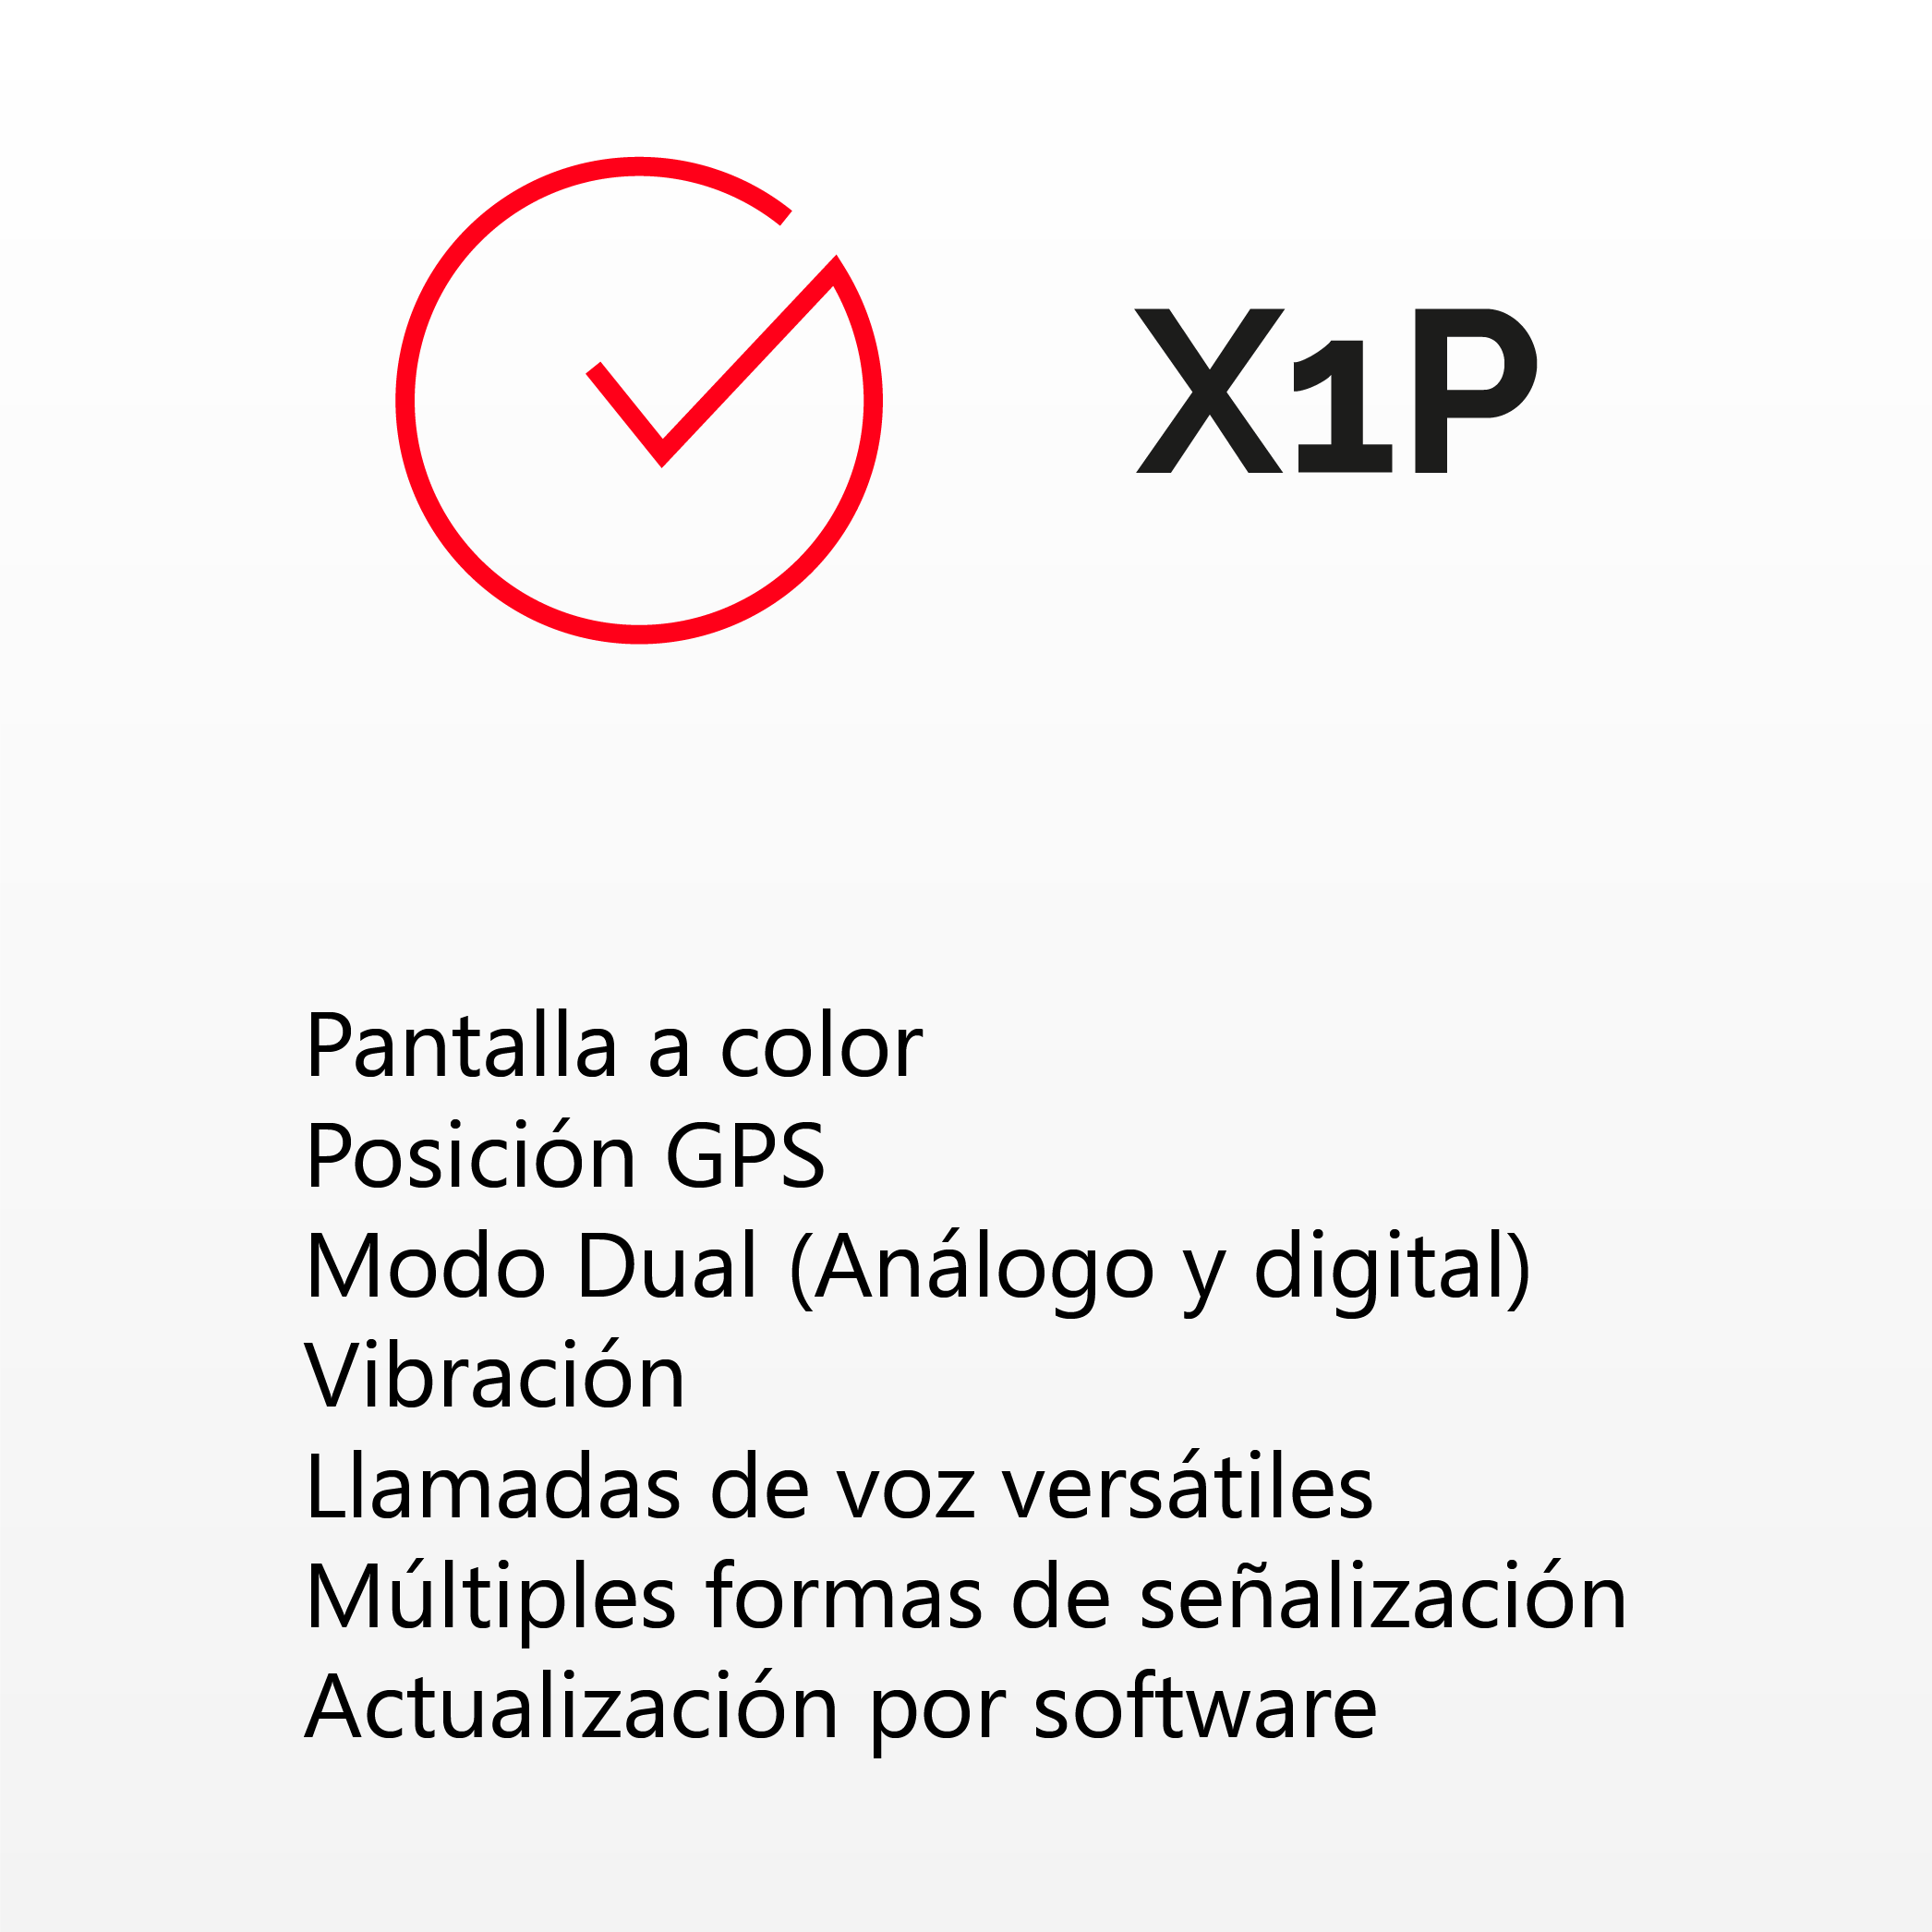 X1P
Pantalla a color
Posición GPS
Modo Dual (Análogo y digital)
Vibración
Llamadas de voz versátiles
Múltiples formas de señalización
Actualización por software